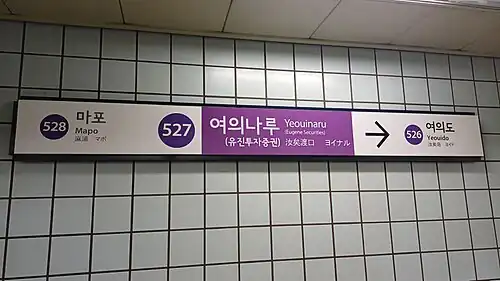 528
마포
Mapo
麻浦 マポ
527
여의나루
Yeouinaru
(Eugene Securities)
(유진투자증권)
汝矣渡口 ヨイナル
526
여의도
Yeouido
汝矣岛 ヨイド